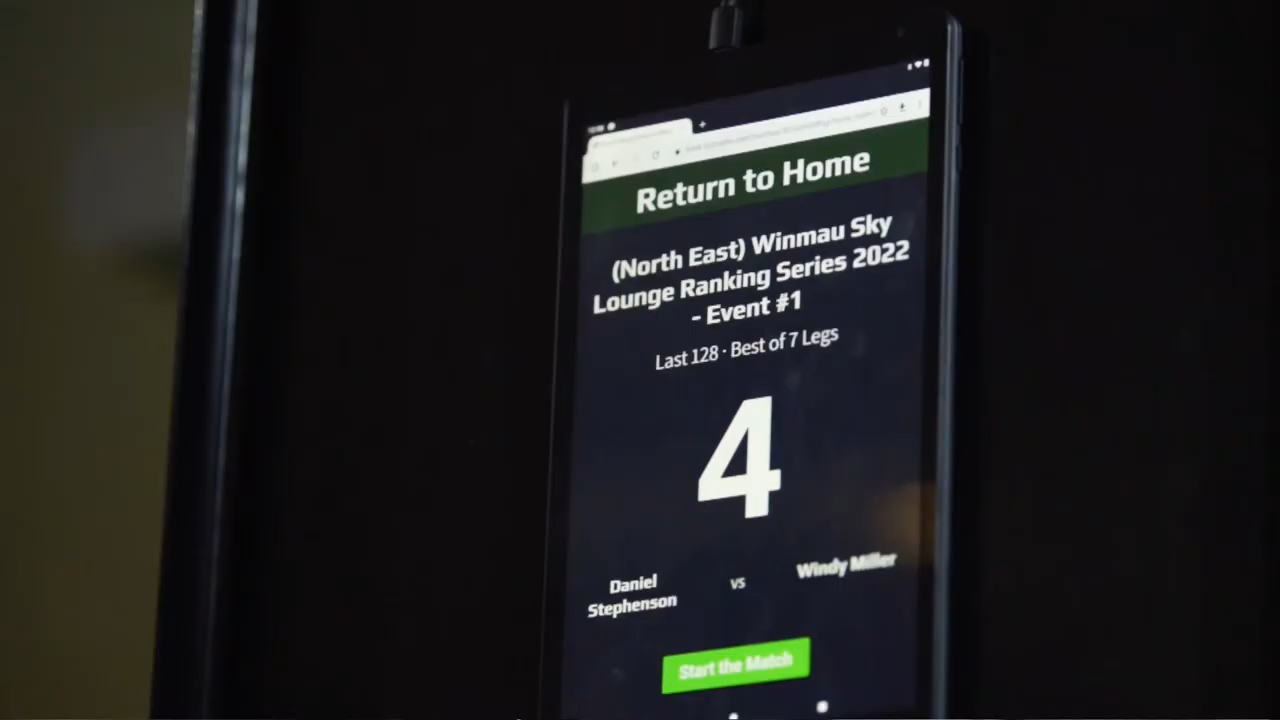 Return to Home
(North East) Winmau Sky
Lounge Ranking Series 2022
- Event #1
Last 128 · Best of 7 Legs
4
Daniel
Stephenson
vs
Windy Miller
Start the Match